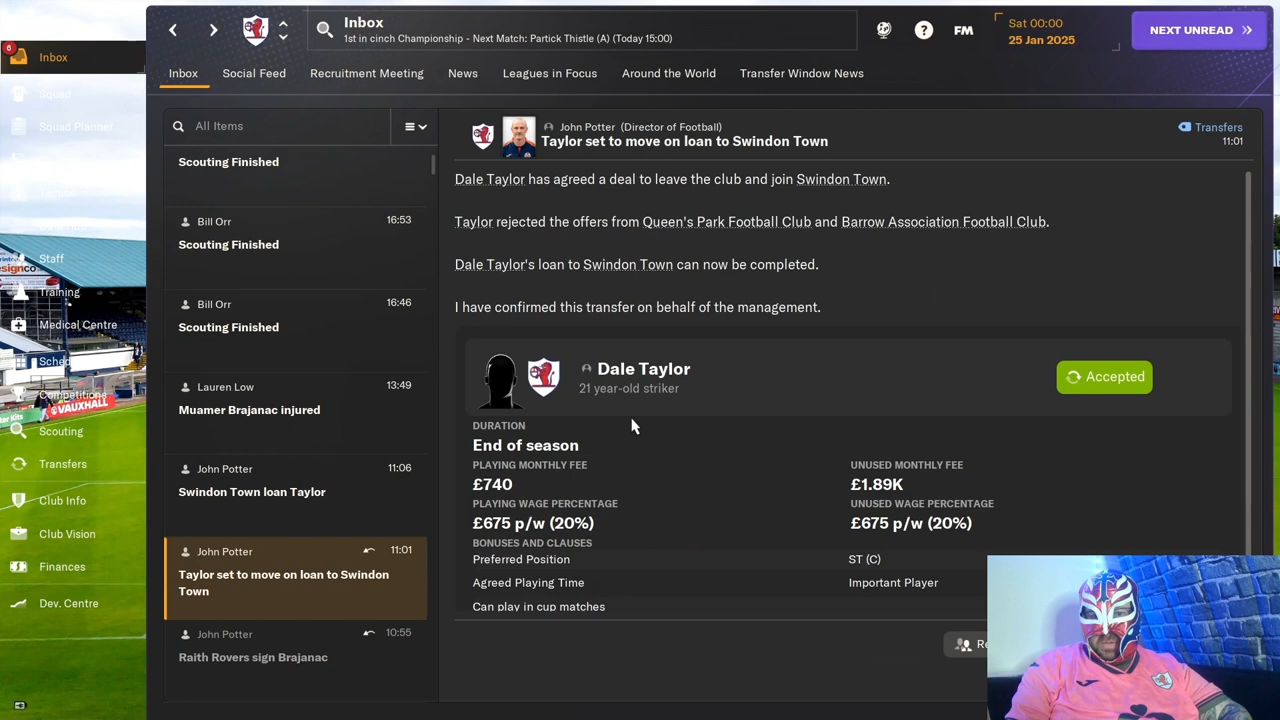 Inbox
1st in cinch Championship - Next Match: Partick Thistle (A) (Today 15:00)
FM
Sat 00:00
25 Jan 2025
NEXT UNREAD
6
Inbox
Squad
Squad Planner
Staff
Training
Medical Centre
Sched
Competitions
Scouting
Transfers
Club Info
Club Vision
Finances
Dev. Centre
Inbox
Social Feed
Recruitment Meeting
News
Leagues in Focus
Around the World
Transfer Window News
All Items
Scouting Finished
Bill Orr 16:53
Scouting Finished
Bill Orr 16:46
Scouting Finished
Lauren Low 13:49
Muamer Brajanac injured
John Potter 11:06
Swindon Town loan Taylor
John Potter 11:01
Taylor set to move on loan to Swindon
Town
John Potter 10:55
Raith Rovers sign Brajanac
John Potter (Director of Football)
Taylor set to move on loan to Swindon Town
Transfers
11:01
Dale Taylor has agreed a deal to leave the club and join Swindon Town.
Taylor rejected the offers from Queen's Park Football Club and Barrow Association Football Club.
Dale Taylor's loan to Swindon Town can now be completed.
I have confirmed this transfer on behalf of the management.
Dale Taylor
21 year-old striker
Accepted
DURATION
End of season
PLAYING MONTHLY FEE UNUSED MONTHLY FEE
£740 £1.89K
PLAYING WAGE PERCENTAGE UNUSED WAGE PERCENTAGE
£675 p/w (20%) £675 p/w (20%)
BONUSES AND CLAUSES
Preferred Position ST (C)
Agreed Playing Time Important Player
Can play in cup matches
Re
VAUXHALL